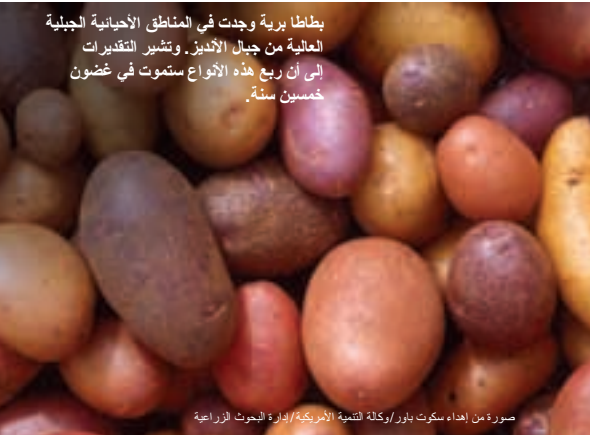 بطاطا برية وجدت في المناطق الأحيائية الجبلية
العالية من جبال الأنديز. وتشير التقديرات
إلى أن ربع هذه الأنواع ستموت في غضون
خمسين سنة.
صورة من إهداء سكوت باور/وكالة التنمية الأمريكية/إدارة البحوث الزراعية